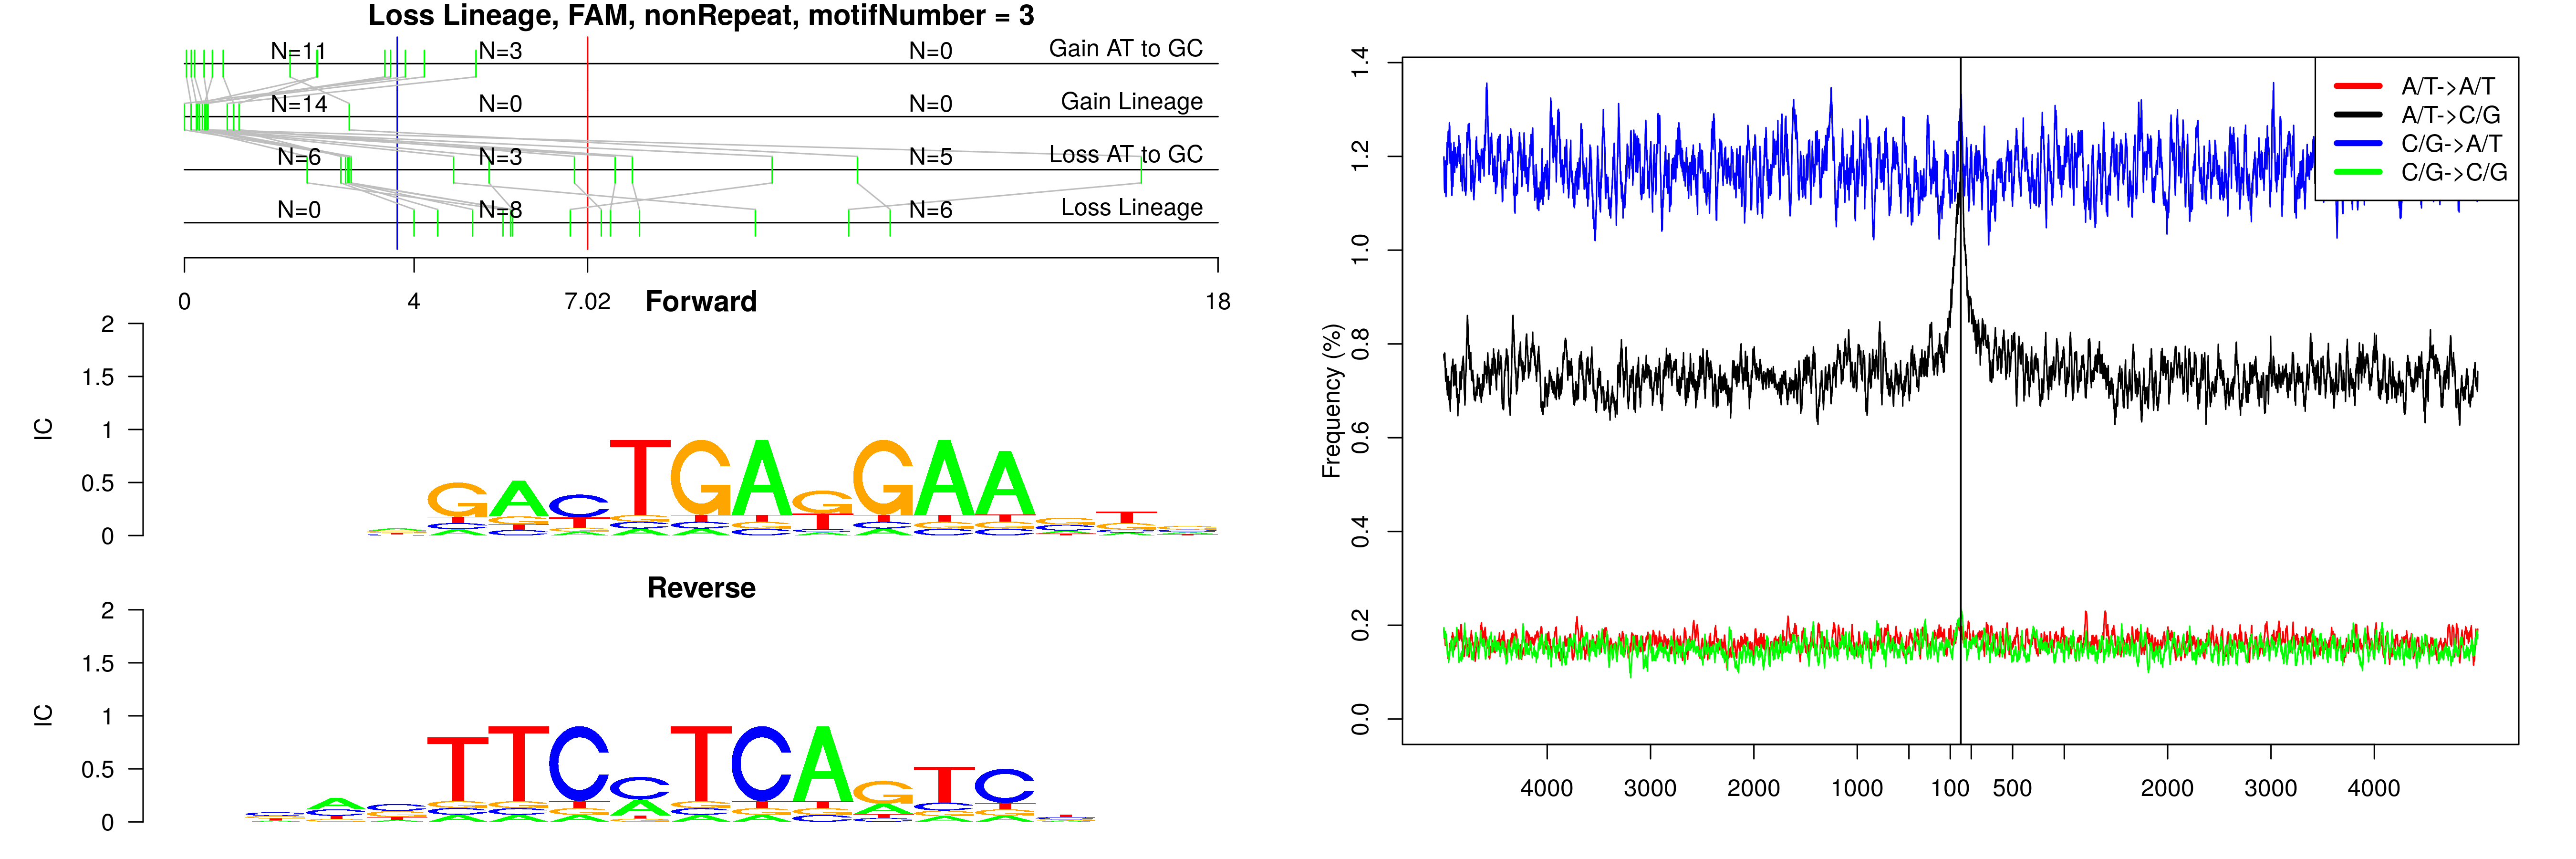 Loss Lineage, FAM, nonRepeat, motifNumber = 3
N=11 N=3 N=0 Gain AT to GC
N=14 N=0 N=0 Gain Lineage
N=6 N=3 N=5 Loss AT to GC
N=0 N=8 N=6 Loss Lineage
0 4 7.02 18
Forward
2
1.5
1
0.5
0
IC
TGAGGAA
GAC
T
Reverse
2
1.5
1
0.5
0
IC
TTCCTCAGTC
A
1.4
1.2
1.0
0.8
0.6
0.4
0.2
0.0
Frequency (%)
A/T->A/T
A/T->C/G
C/G->A/T
C/G->C/G
4000 3000 2000 1000 100 500 2000 3000 4000